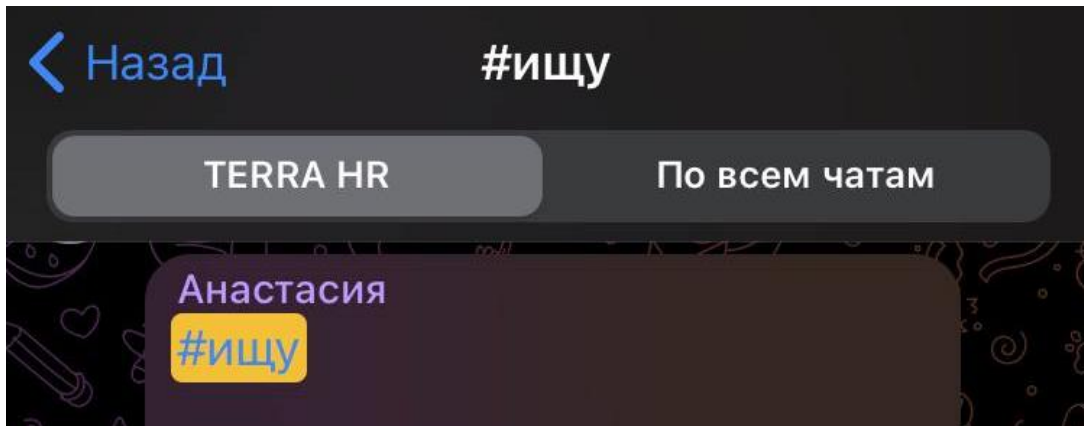 Назад
#ищу
TERRA HR
По всем чатам
Анастасия
#ищу